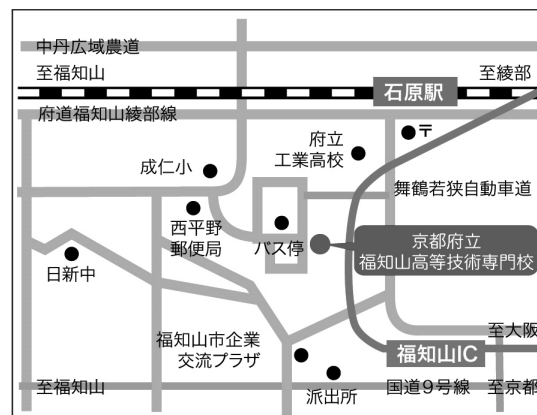 中丹広域農道
至福知山
至綾部
石原駅
府道福知山綾部線
〒
府立
工業高校
成仁小
舞鶴若狭自動車道
西平野
郵便局
バス停
京都府立
福知山高等技術専門校
日新中
至大阪
福知山市企業
交流プラザ
福知山IC
派出所
至福知山
国道9号線
至京都